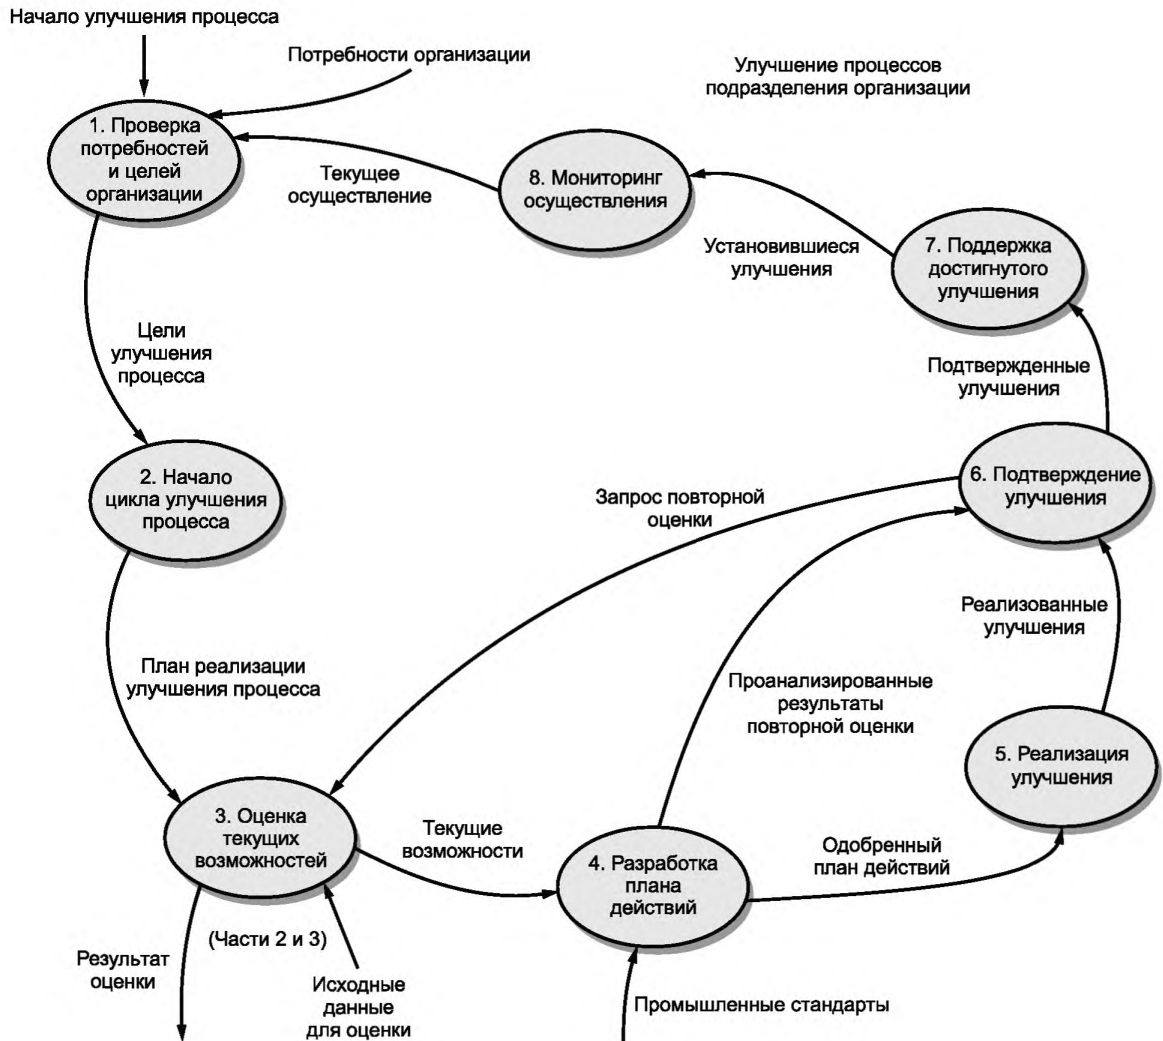 Начало улучшения процесса
Потребности организации
Улучшение процессов
подразделения организации
1. Проверка
потребностей
и целей
организации
Текущее
осуществление
8. Мониторинг
осуществления
Установившиеся
улучшения
7. Поддержка
достигнутого
улучшения
Цели
улучшения
процесса
Подтвержденные
улучшения
2. Начало
цикла улучшения
процесса
Запрос повторной
оценки
6. Подтверждение
улучшения
Реализованные
улучшения
План реализации
улучшения процесса
Проанализированные
результаты
повторной оценки
5. Реализация
улучшения
3. Оценка
текущих
возможностей
Текущие
возможности
4. Разработка
плана
действий
Одобренный
план действий
(Части 2 и 3)
Результат
оценки
Исходные
данные
для оценки
Промышленные стандарты